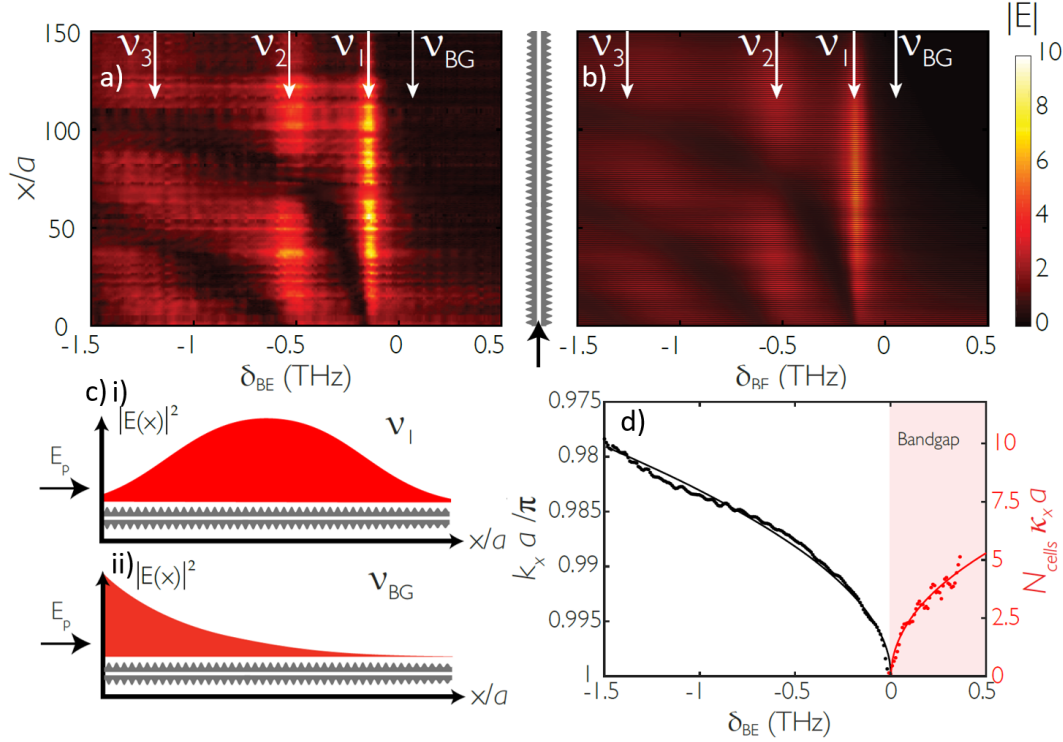 a)
ν3 ν2 ν1 νBG
150
100
50
0
x/a
-1.5 -1 -0.5 0 0.5
δBE (THz)
b)
ν3 ν2 ν1 νBG
-1.5 -1 -0.5 0 0.5
δBE (THz)
|E|
10
8
6
4
2
0
c) i)
|E(x)|²
ν1
Ep
x/a
ii)
|E(x)|²
νBG
Ep
x/a
d)
Bandgap
0.975
0.98
0.985
0.99
0.995
1
kx a /π
10
7.5
5
2.5
0
Ncells κx a
-1.5 -1 -0.5 0 0.5
δBE (THz)